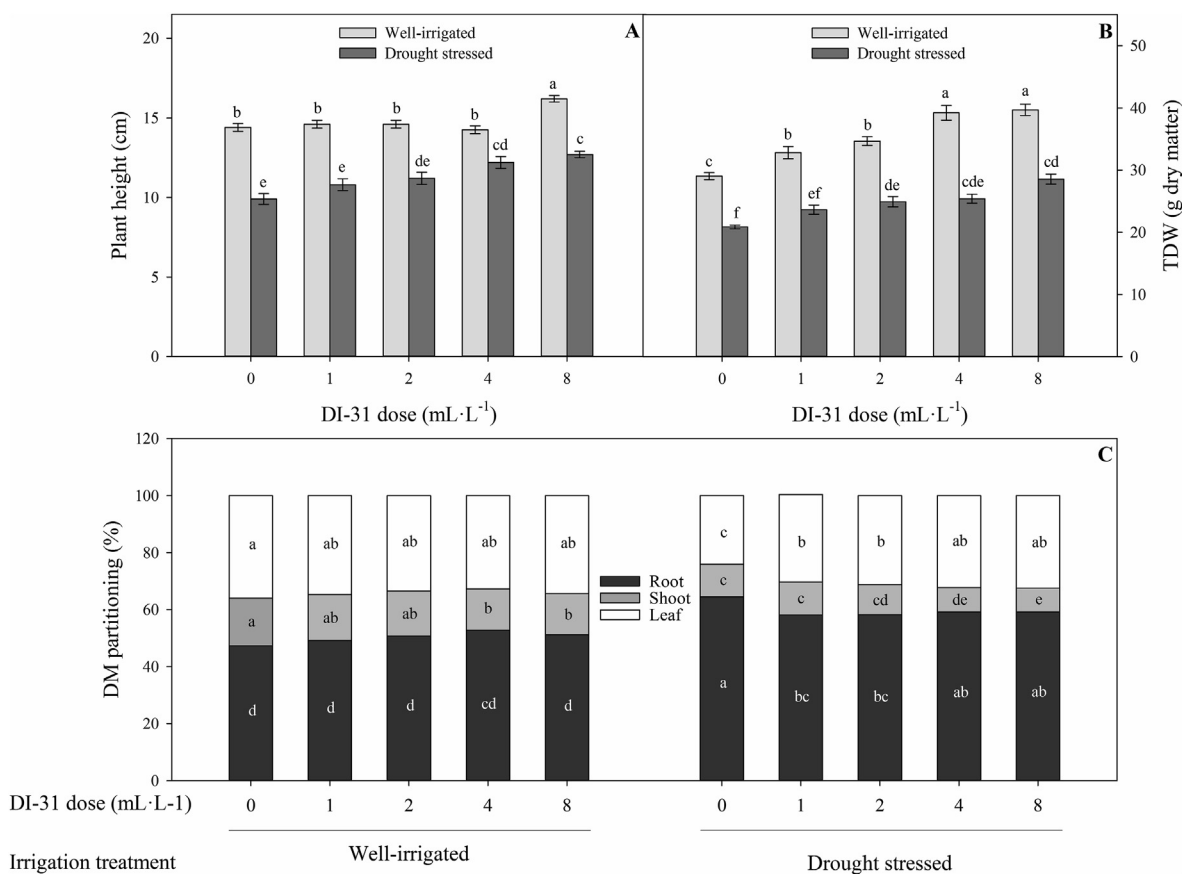 A
B
Well-irrigated
Drought stressed
Well-irrigated
Drought stressed
Plant height (cm)
20
15
10
5
0
b
b
b
b
a
e
e
de
cd
c
0
1
2
4
8
DI-31 dose (mL·L-1)
c
b
b
a
a
f
ef
de
cde
cd
0
1
2
4
8
DI-31 dose (mL·L-1)
50
40
30
20
10
0
TDW (g dry matter)
C
DM partitioning (%)
120
100
80
60
40
20
0
Root
Shoot
Leaf
a
ab
ab
ab
ab
c
b
b
ab
ab
a
ab
ab
b
b
c
c
cd
de
e
d
d
d
cd
d
a
bc
bc
ab
ab
DI-31 dose (mL·L-1)
0
1
2
4
8
0
1
2
4
8
Irrigation treatment
Well-irrigated
Drought stressed